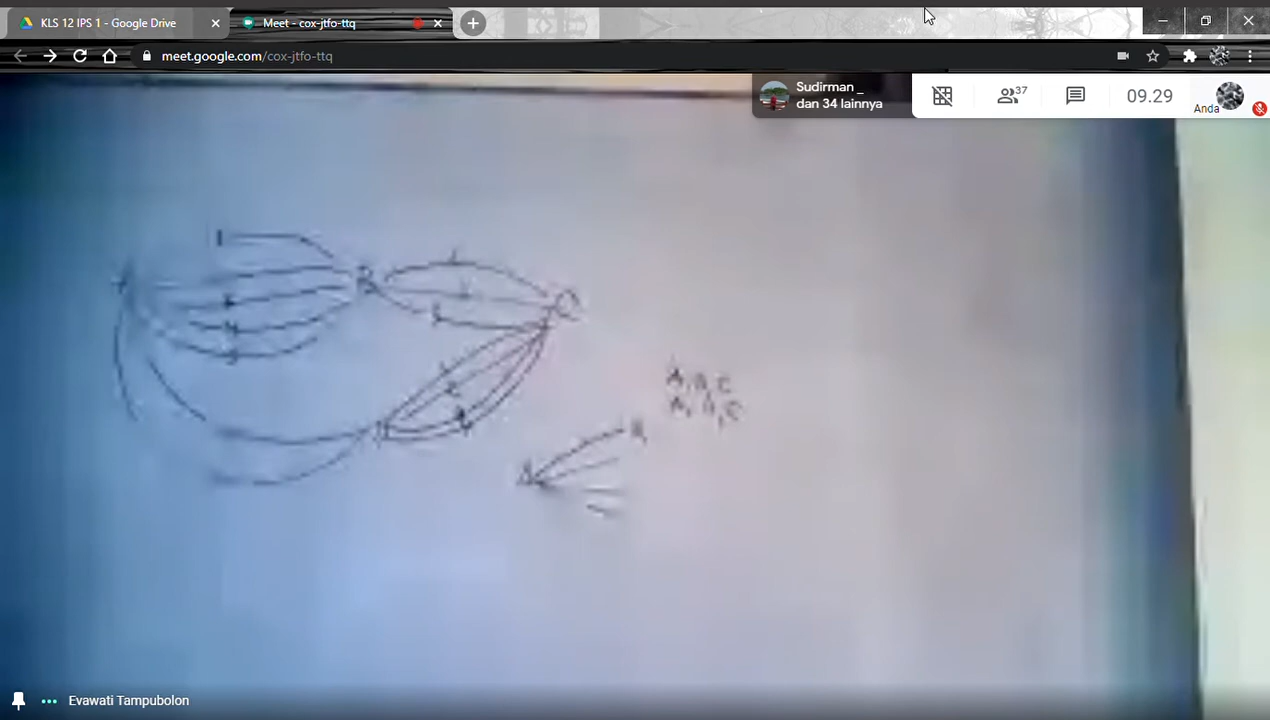 KLS 12 IPS 1 - Google Drive
Meet - cox-jtfo-ttq
meet.google.com/cox-jtfo-ttq
Sudirman _
dan 34 lainnya
37
09.29
Anda
B
C
A, B, C
Evawati Tampubolon